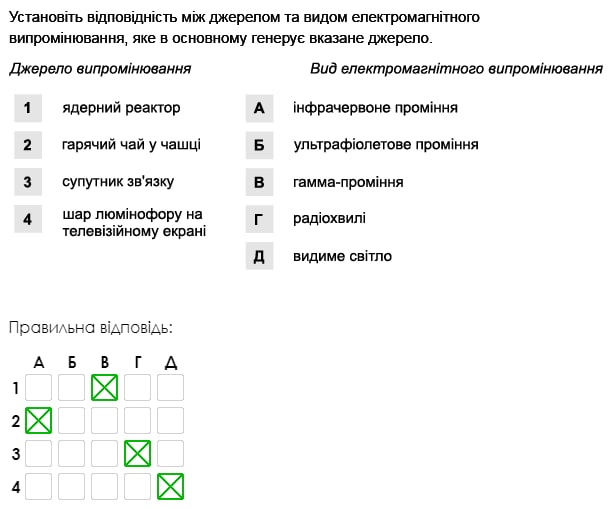 Установіть відповідність між джерелом та видом електромагнітного
випромінювання, яке в основному генерує вказане джерело.
Джерело випромінювання Вид електромагнітного випромінювання
1 ядерний реактор А інфрачервоне проміння
2 гарячий чай у чашці Б ультрафіолетове проміння
3 супутник зв'язку В гамма-проміння
4 шар люмінофору на телевізійному екрані Г радіохвилі
Д видиме світло
Правильна відповідь:
А Б В Г Д
1
2
3
4